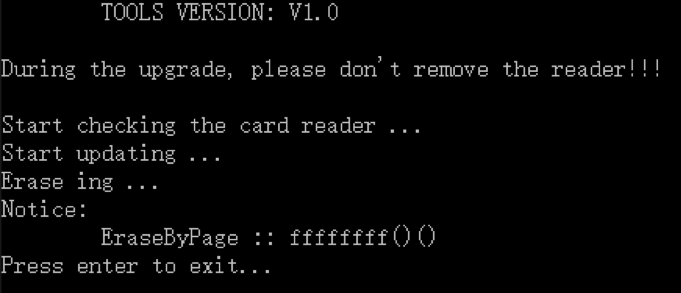 TOOLS VERSION: V1.0
During the upgrade, please don't remove the reader!!!
Start checking the card reader ...
Start updating ...
Erase ing ...
Notice:
EraseByPage :: ffffffff()()
Press enter to exit...